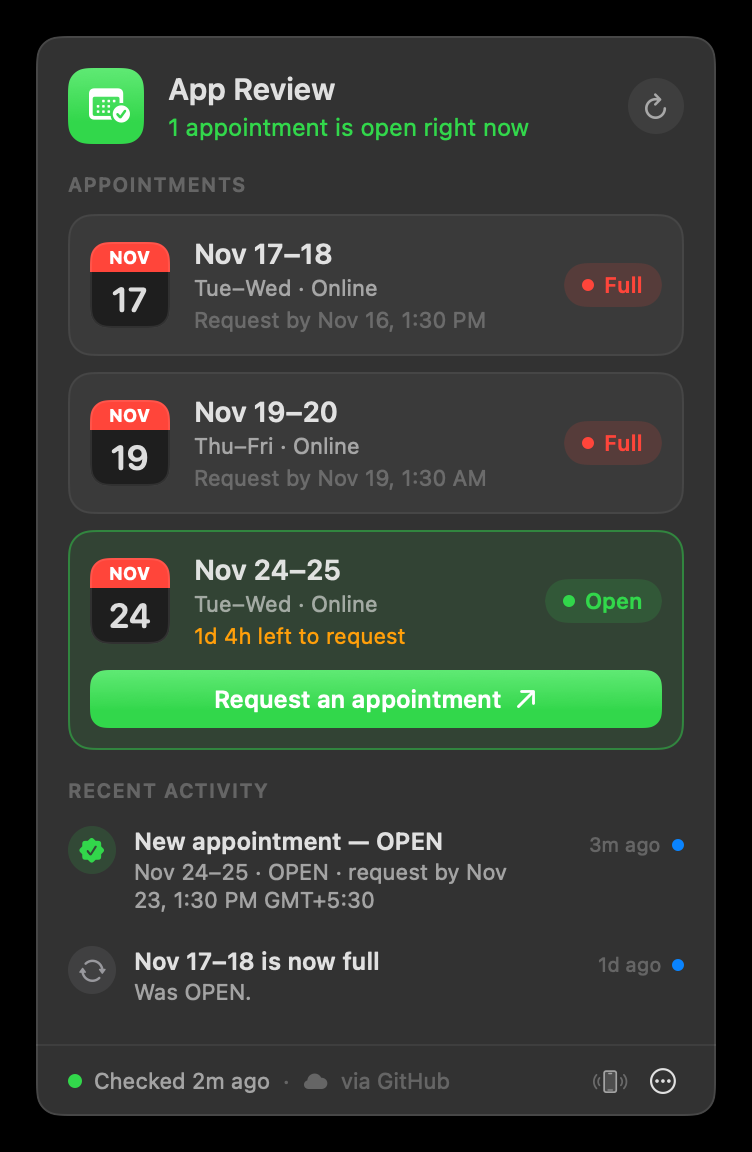 App Review
1 appointment is open right now
APPOINTMENTS
NOV
17
Nov 17–18
Tue–Wed · Online
Request by Nov 16, 1:30 PM
Full
NOV
19
Nov 19–20
Thu–Fri · Online
Request by Nov 19, 1:30 AM
Full
NOV
24
Nov 24–25
Tue–Wed · Online
1d 4h left to request
Open
Request an appointment
RECENT ACTIVITY
New appointment — OPEN
3m ago
Nov 24–25 · OPEN · request by Nov
23, 1:30 PM GMT+5:30
Nov 17–18 is now full
1d ago
Was OPEN.
Checked 2m ago · via GitHub